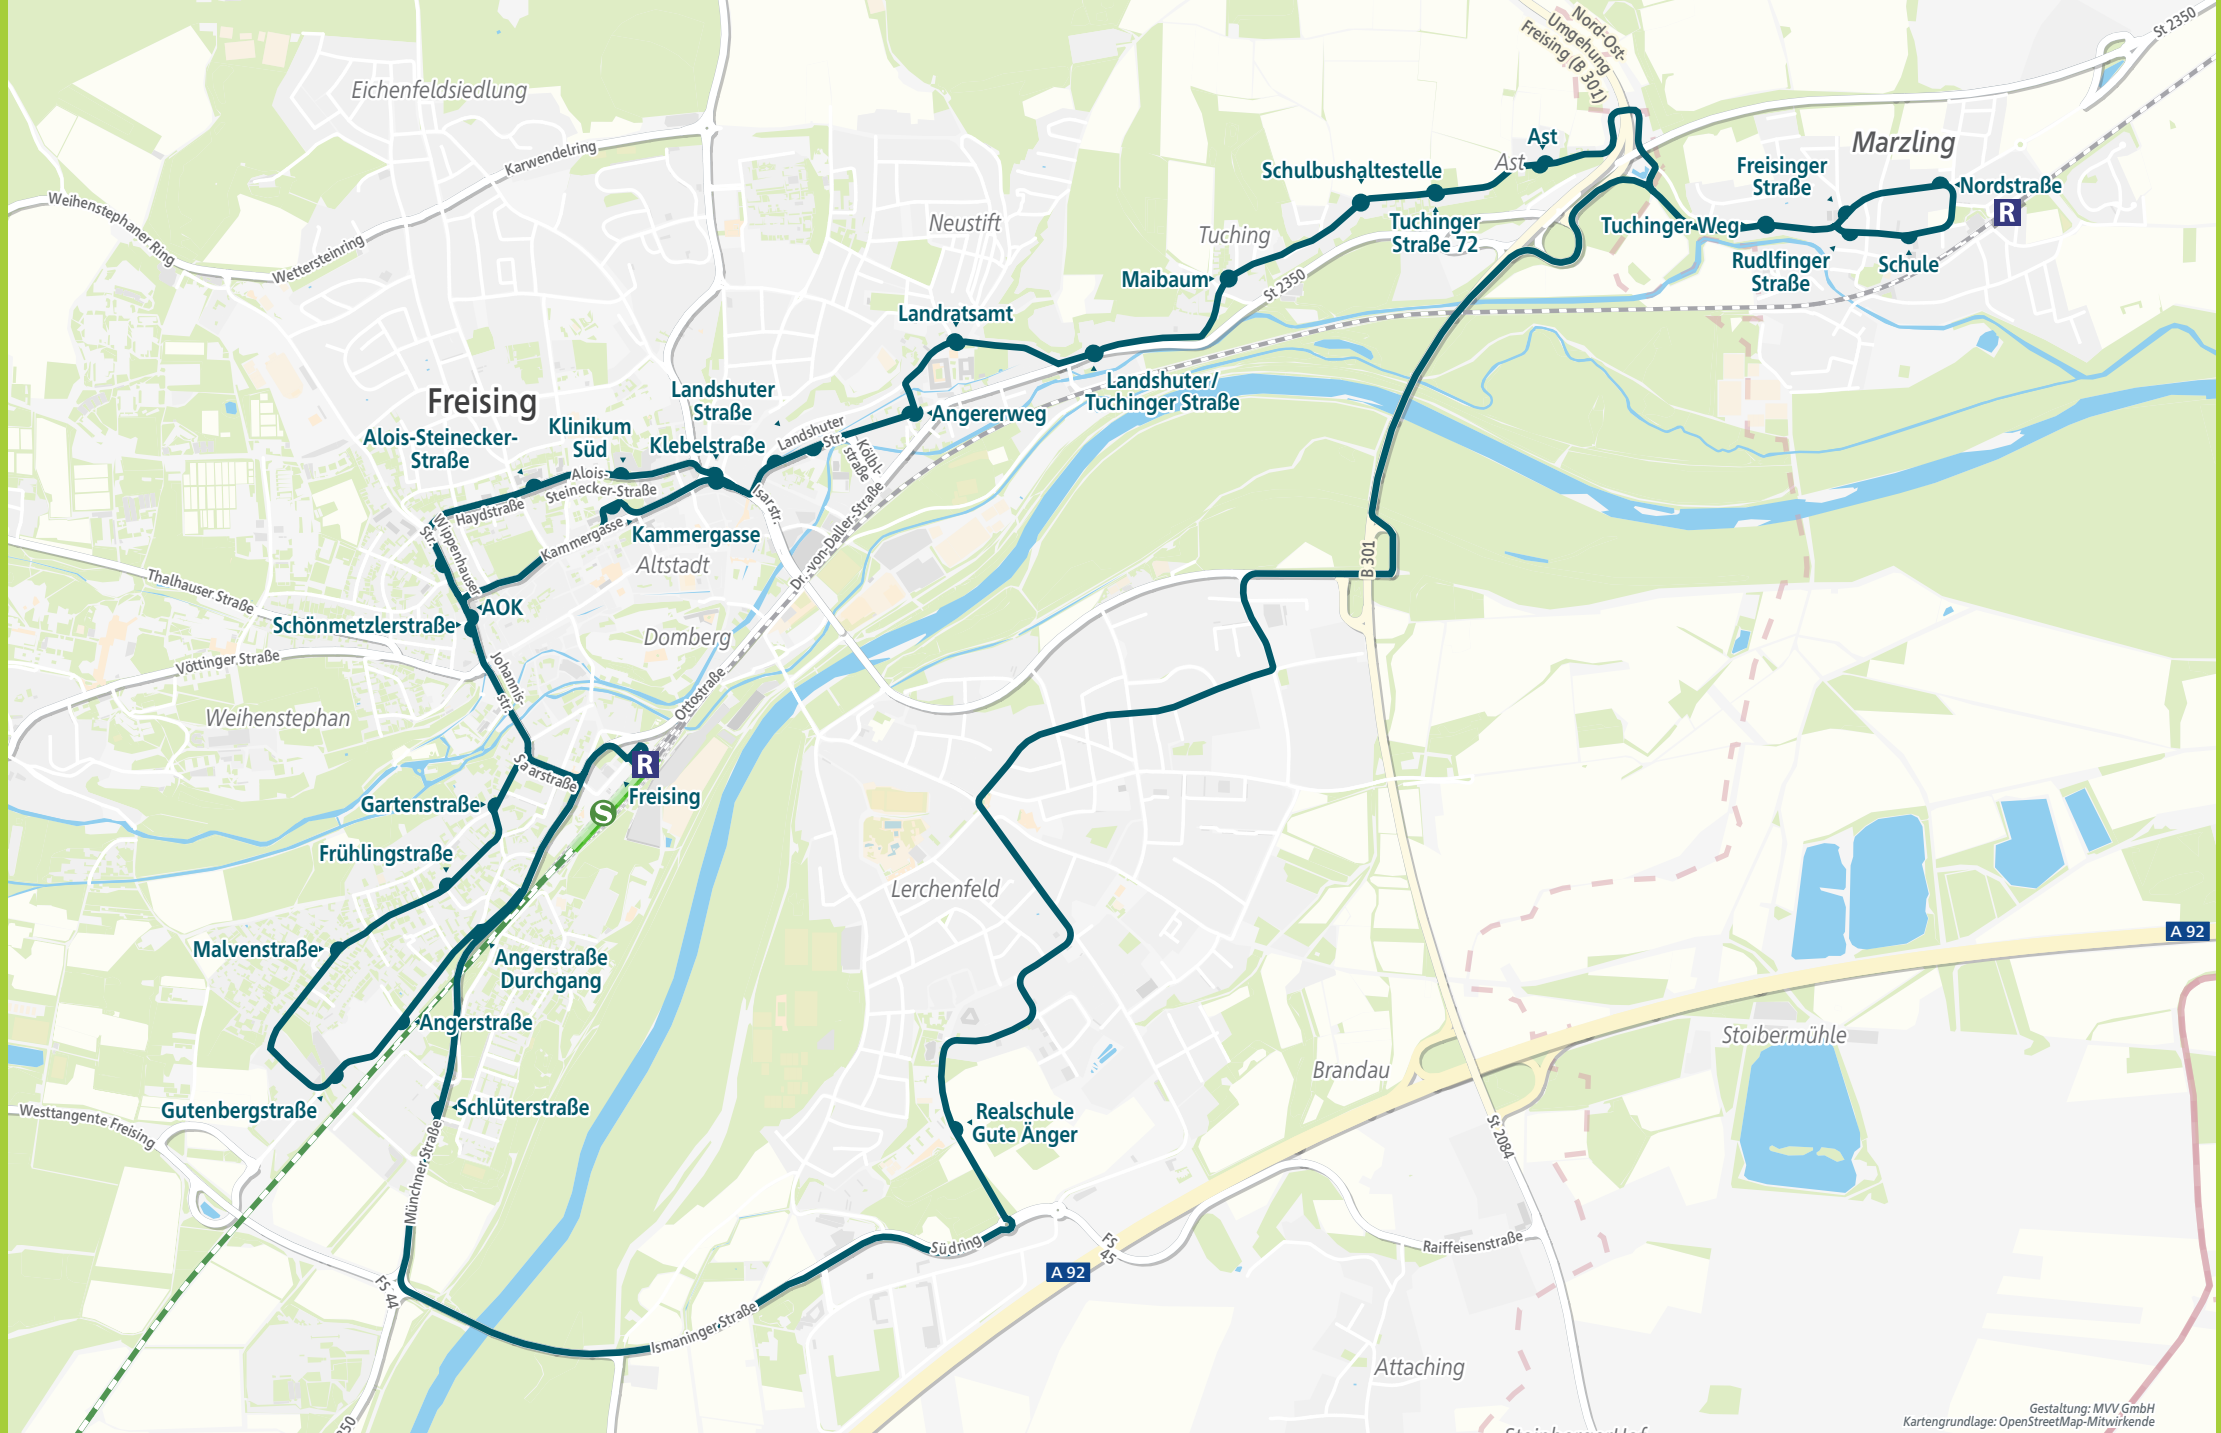 Nord-Ost-
Umgehung
Freising (B 301)
St 2350
Eichenfeldsiedlung
Karwendelring
Weihenstephaner Ring
Wettersteinring
Neustift
Ast
Ast
Schulbushaltestelle
Tuchinger
Straße 72
Tuching
Maibaum
St 2350
Marzling
Freisinger
Straße
Nordstraße
R
Tuchinger Weg
Rudlfinger
Straße
Schule
Landratsamt
Landshuter/
Tuchinger Straße
Angererweg
Landshuter
Straße
Freising
Alois-Steinecker-
Straße
Klinikum
Süd
Klebelstraße
Landshuter
Str.
Kölbl-
straße
Alois-
Steinecker-Straße
Haydstraße
Wippenhauser
Str.
Isarstr.
Kammergasse
Kammergasse
Altstadt
Dr.-von-Daller-Straße
B 301
Thalhauser Straße
AOK
Schönmetzlerstraße
Domberg
Vöttinger Straße
Johannis-
str.
Ottostraße
Weihenstephan
Saarstraße
R
Freising
S
Gartenstraße
Frühlingstraße
Lerchenfeld
Malvenstraße
Angerstraße
Durchgang
A 92
Angerstraße
Stoibermühle
Brandau
Gutenbergstraße
Schlüterstraße
Westtangente Freising
Münchner Straße
Realschule
Gute Änger
St 2084
Südring
FS
45
Raiffeisenstraße
A 92
FS 44
Ismaninger Straße
Attaching
Gestaltung: MVV GmbH
Kartengrundlage: OpenStreetMap-Mitwirkende